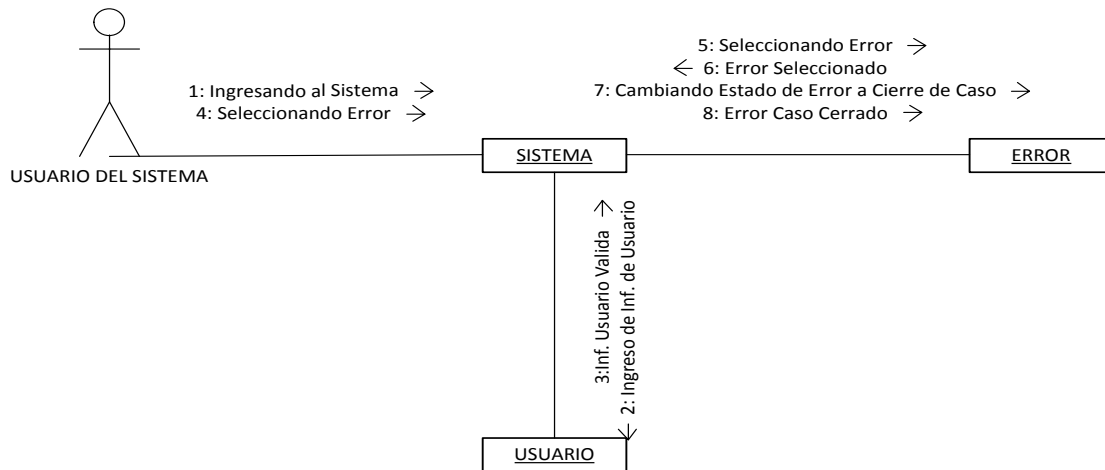 5: Seleccionando Error
6: Error Seleccionado
1: Ingresando al Sistema
7: Cambiando Estado de Error a Cierre de Caso
4: Seleccionando Error
8: Error Caso Cerrado
USUARIO DEL SISTEMA
SISTEMA
ERROR
3:Inf. Usuario Valida
2: Ingreso de Inf. de Usuario
USUARIO